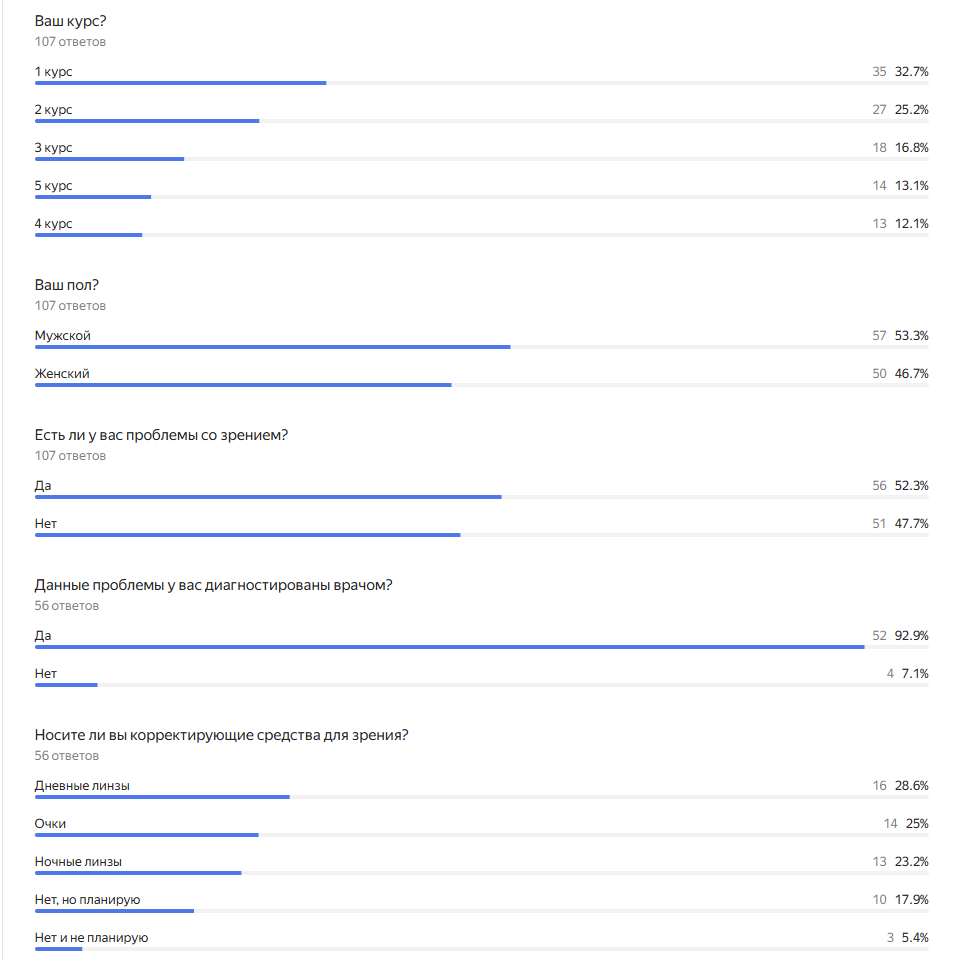 Ваш курс?
107 ответов
1 курс 35 32.7%
2 курс 27 25.2%
3 курс 18 16.8%
5 курс 14 13.1%
4 курс 13 12.1%
Ваш пол?
107 ответов
Мужской 57 53.3%
Женский 50 46.7%
Есть ли у вас проблемы со зрением?
107 ответов
Да 56 52.3%
Нет 51 47.7%
Данные проблемы у вас диагностированы врачом?
56 ответов
Да 52 92.9%
Нет 4 7.1%
Носите ли вы корректирующие средства для зрения?
56 ответов
Дневные линзы 16 28.6%
Очки 14 25%
Ночные линзы 13 23.2%
Нет, но планирую 10 17.9%
Нет и не планирую 3 5.4%